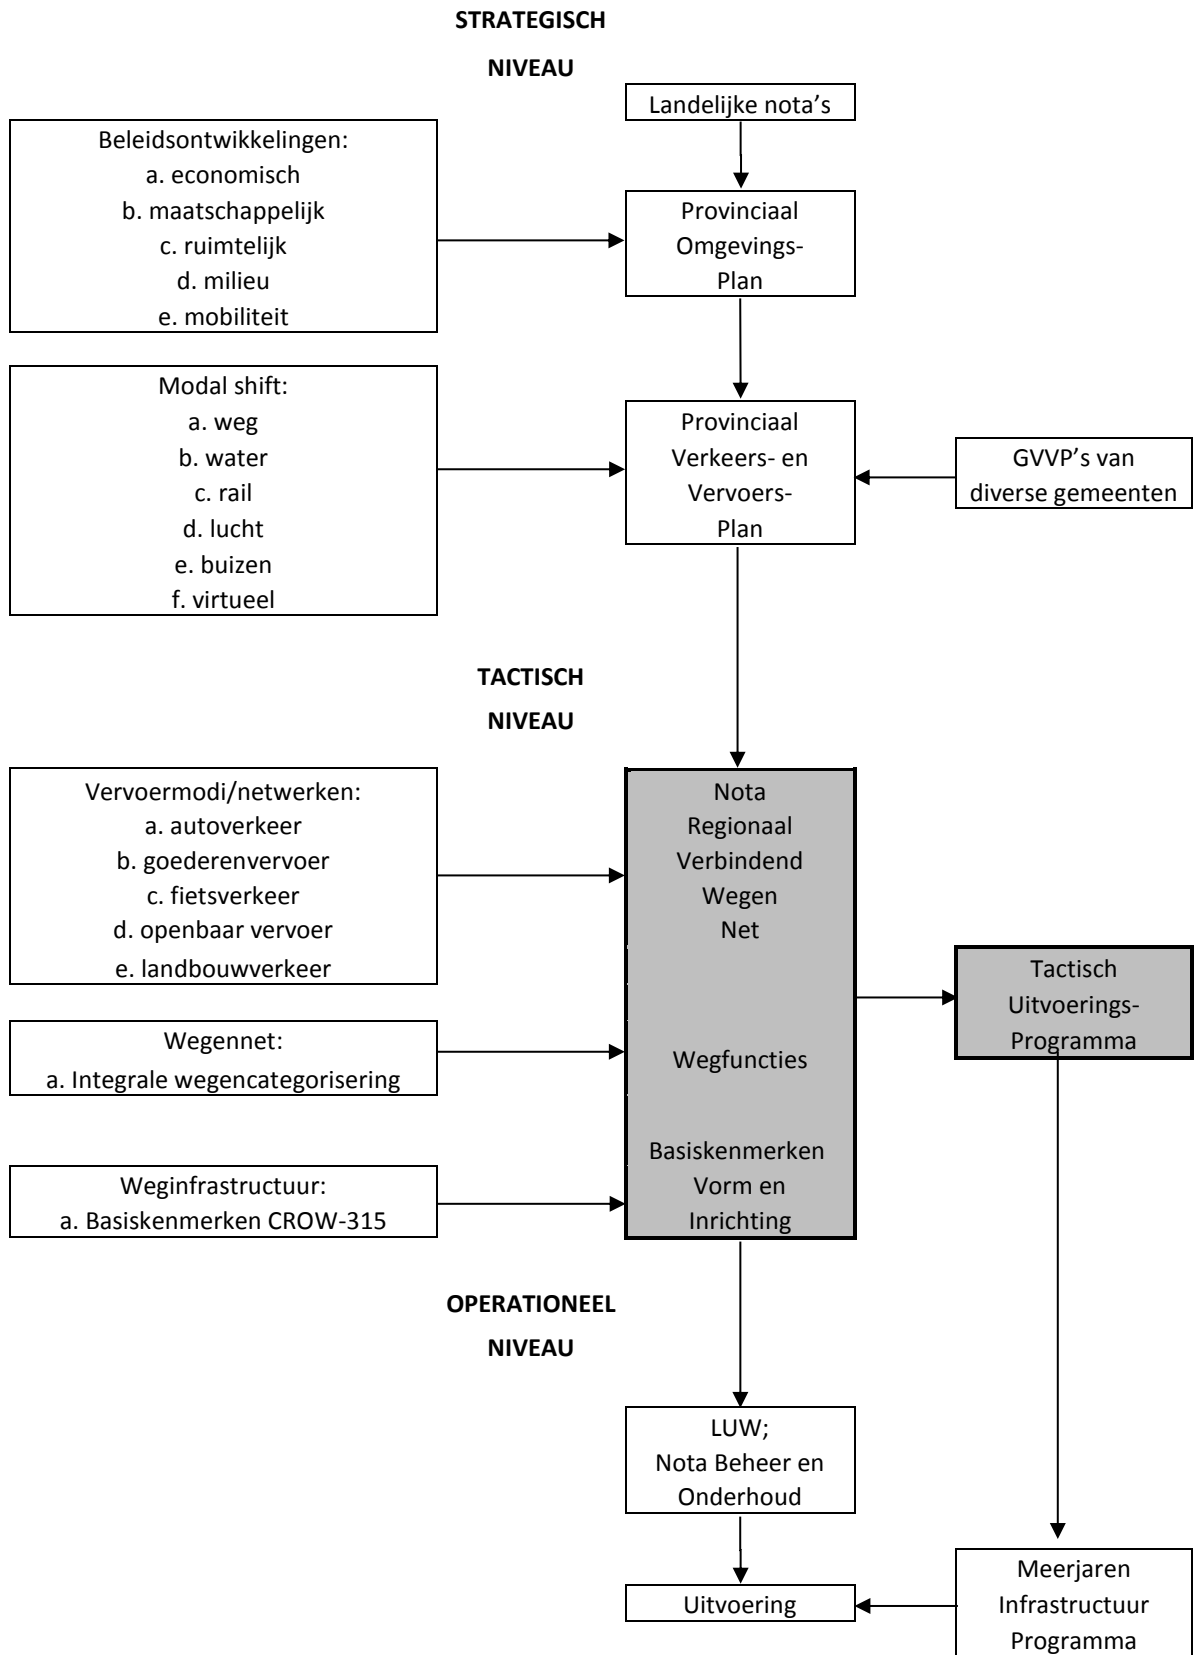 STRATEGISCH
NIVEAU
Landelijke nota’s
Beleidsontwikkelingen:
a. economisch
b. maatschappelijk
c. ruimtelijk
d. milieu
e. mobiliteit
Provinciaal
Omgevings-
Plan
Modal shift:
a. weg
b. water
c. rail
d. lucht
e. buizen
f. virtueel
Provinciaal
Verkeers- en
Vervoers-
Plan
GVVP’s van
diverse gemeenten
TACTISCH
NIVEAU
Vervoermodi/netwerken:
a. autoverkeer
b. goederenvervoer
c. fietsverkeer
d. openbaar vervoer
e. landbouwverkeer
Nota
Regionaal
Verbindend
Wegen
Net
Wegfuncties
Basiskenmerken
Vorm en
Inrichting
Tactisch
Uitvoerings-
Programma
Wegennet:
a. Integrale wegencategorisering
Weginfrastructuur:
a. Basiskenmerken CROW-315
OPERATIONEEL
NIVEAU
LUW;
Nota Beheer en
Onderhoud
Uitvoering
Meerjaren
Infrastructuur
Programma